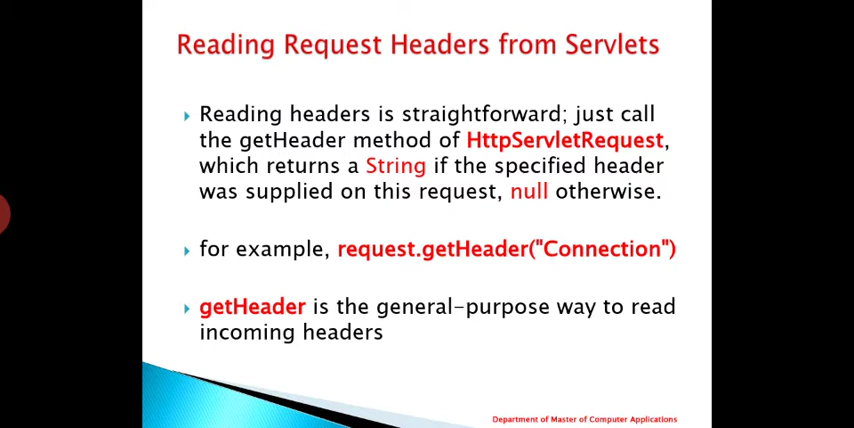 Reading Request Headers from Servlets
Reading headers is straightforward; just call
the getHeader method of HttpServletRequest,
which returns a String if the specified header
was supplied on this request, null otherwise.
for example, request.getHeader("Connection")
getHeader is the general-purpose way to read
incoming headers
Department of Master of Computer Applications